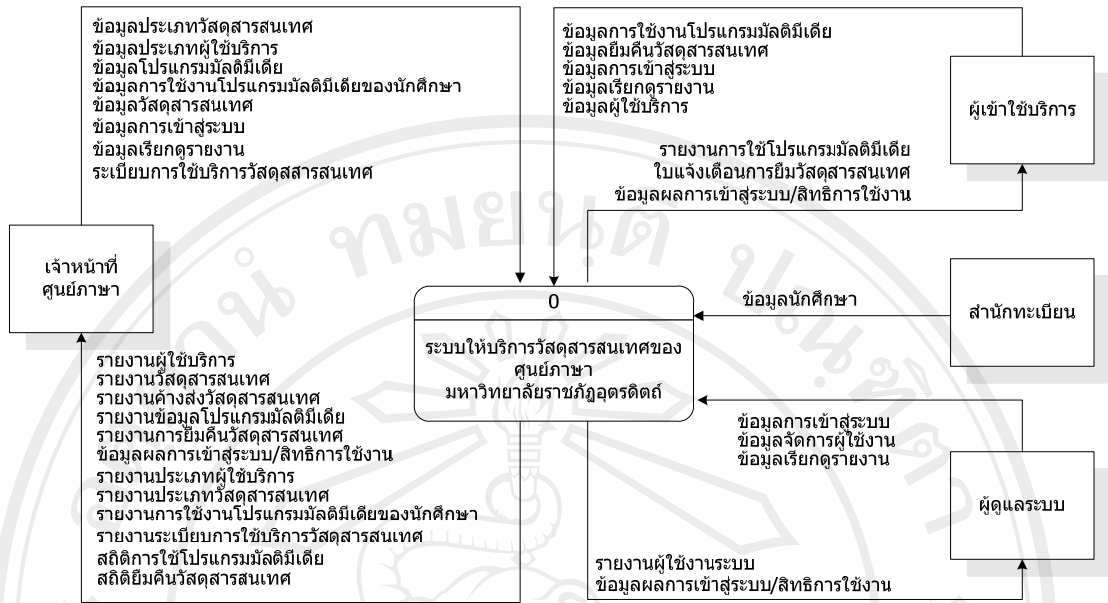 ข้อมูลประเภทวัสดุสารสนเทศ
ข้อมูลประเภทผู้ใช้บริการ
ข้อมูลโปรแกรมมัลติมีเดีย
ข้อมูลการใช้งานโปรแกรมมัลติมีเดียของนักศึกษา
ข้อมูลวัสดุสารสนเทศ
ข้อมูลการเข้าสู่ระบบ
ข้อมูลเรียกดูรายงาน
ระเบียบการใช้บริการวัสดุสสารสนเทศ
ข้อมูลการใช้งานโปรแกรมมัลติมีเดีย
ข้อมูลยืมคืนวัสดุสารสนเทศ
ข้อมูลการเข้าสู่ระบบ
ข้อมูลเรียกดูรายงาน
ข้อมูลผู้ใช้บริการ
ผู้เข้าใช้บริการ
รายงานการใช้โปรแกรมมัลติมีเดีย
ใบแจ้งเตือนการยืมวัสดุสารสนเทศ
ข้อมูลผลการเข้าสู่ระบบ/สิทธิการใช้งาน
เจ้าหน้าที่
ศูนย์ภาษา
0
ระบบให้บริการวัสดุสารสนเทศของ
ศูนย์ภาษา
มหาวิทยาลัยราชภัฏอุตรดิตถ์
ข้อมูลนักศึกษา
สำนักทะเบียน
รายงานผู้ใช้บริการ
รายงานวัสดุสารสนเทศ
รายงานค้างส่งวัสดุสารสนเทศ
รายงานข้อมูลโปรแกรมมัลติมีเดีย
รายงานการยืมคืนวัสดุสารสนเทศ
ข้อมูลผลการเข้าสู่ระบบ/สิทธิการใช้งาน
รายงานประเภทผู้ใช้บริการ
รายงานประเภทวัสดุสารสนเทศ
รายงานการใช้งานโปรแกรมมัลติมีเดียของนักศึกษา
รายงานระเบียบการใช้บริการวัสดุสารสนเทศ
สถิติการใช้โปรแกรมมัลติมีเดีย
สถิติยืมคืนวัสดุสารสนเทศ
ข้อมูลการเข้าสู่ระบบ
ข้อมูลจัดการผู้ใช้งาน
ข้อมูลเรียกดูรายงาน
ผู้ดูแลระบบ
รายงานผู้ใช้งานระบบ
ข้อมูลผลการเข้าสู่ระบบ/สิทธิการใช้งาน